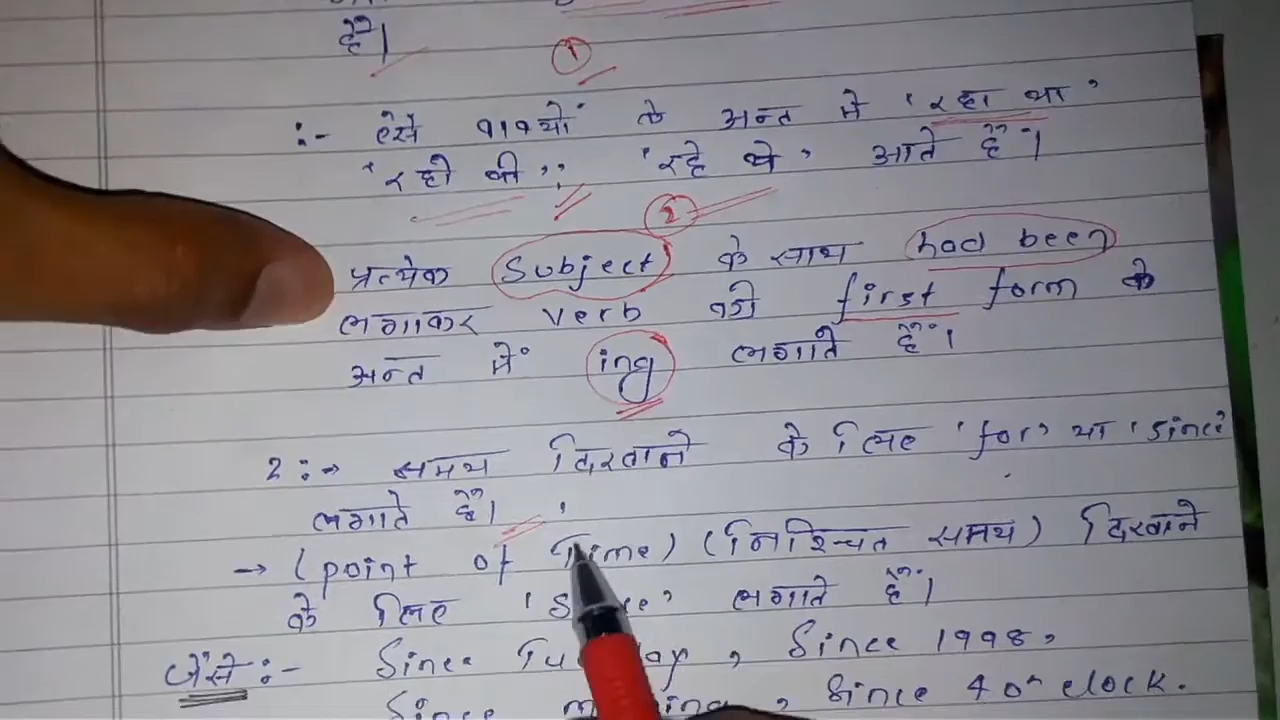 हैं।
①
:- ऐसे वाक्यों के अन्त मे 'रहा था'
'रही थी', 'रहे थे' आते हैं।
②
प्रत्येक Subject के साथ had been
लगाकर verb की first form के
अन्त में ing लगाते हैं।
2:→ समय दिखाने के लिए 'for' या 'since
लगाते हैं।
→ (point of Time) (निश्चित समय) दिखाने
के लिए लगाते हैं।
जैसे :- Since , Since 1998,
Since , Since 4 o" clock.